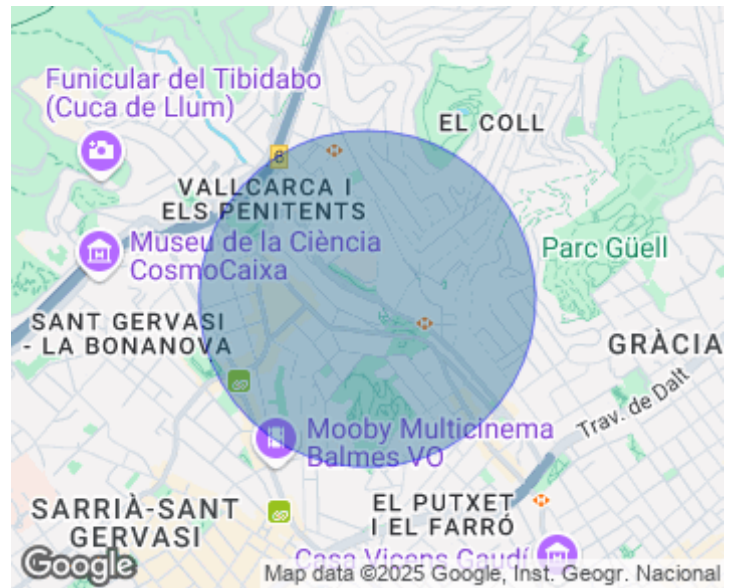 Funicular del Tibidabo
(Cuca de Llum)
EL COLL
8
VALLCARCA I
ELS PENITENTS
Museu de la Ciència
CosmoCaixa
Parc Güell
SANT GERVASI
- LA BONANOVA
GRÀCIA
Trav. de Dalt
Mooby Multicinema
Balmes VO
SARRIÀ-SANT
GERVASI
EL PUTXET
I EL FARRÓ
Casa Vicens Gaudí
Google
Map data ©2025 Google, Inst. Geogr. Nacional